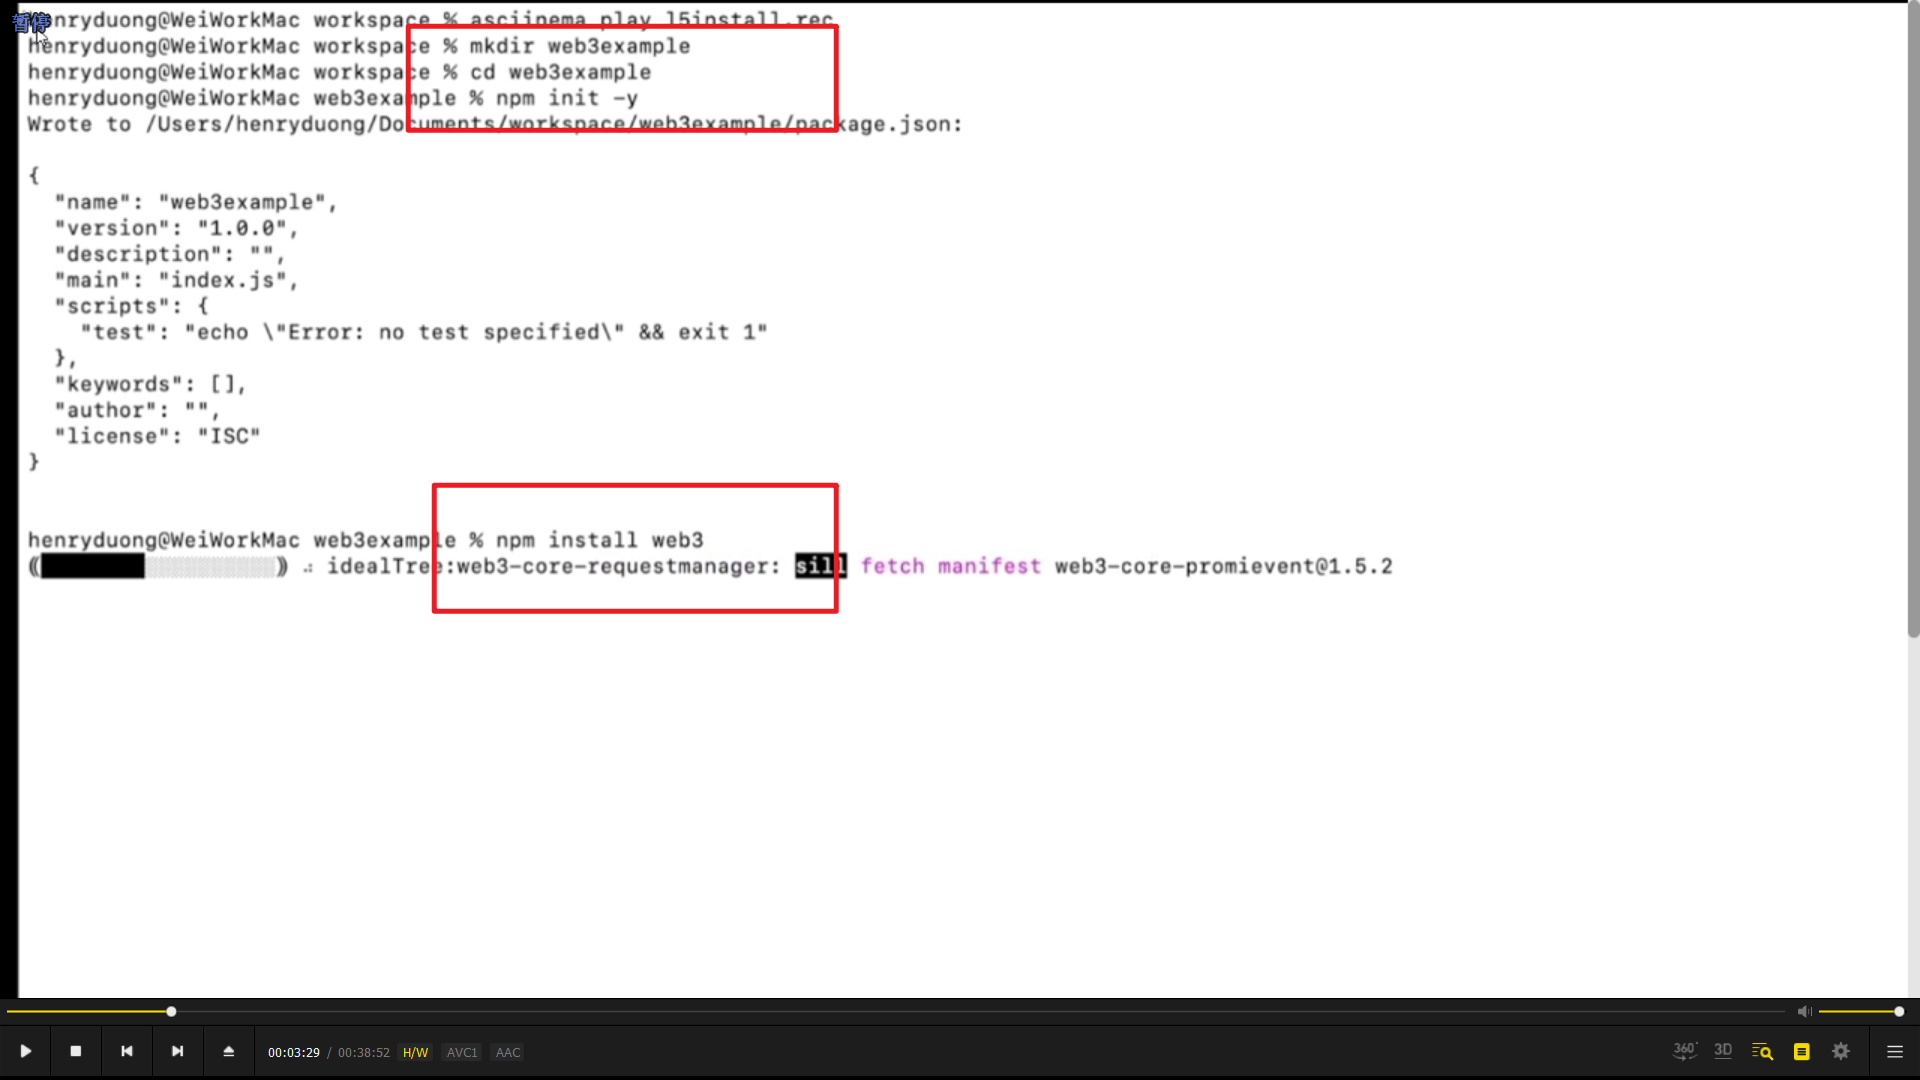 暂停
henryduong@WeiWorkMac workspace % asciinema play l5install.rec
henryduong@WeiWorkMac workspace % mkdir web3example
henryduong@WeiWorkMac workspace % cd web3example
henryduong@WeiWorkMac web3example % npm init -y
Wrote to /Users/henryduong/Documents/workspace/web3example/package.json:
{
  "name": "web3example",
  "version": "1.0.0",
  "description": "",
  "main": "index.js",
  "scripts": {
    "test": "echo \"Error: no test specified\" && exit 1"
  },
  "keywords": [],
  "author": "",
  "license": "ISC"
}
henryduong@WeiWorkMac web3example % npm install web3
idealTree:web3-core-requestmanager: sill fetch manifest web3-core-promievent@1.5.2
00:03:29 / 00:38:52 H/W AVC1 AAC 360° 3D